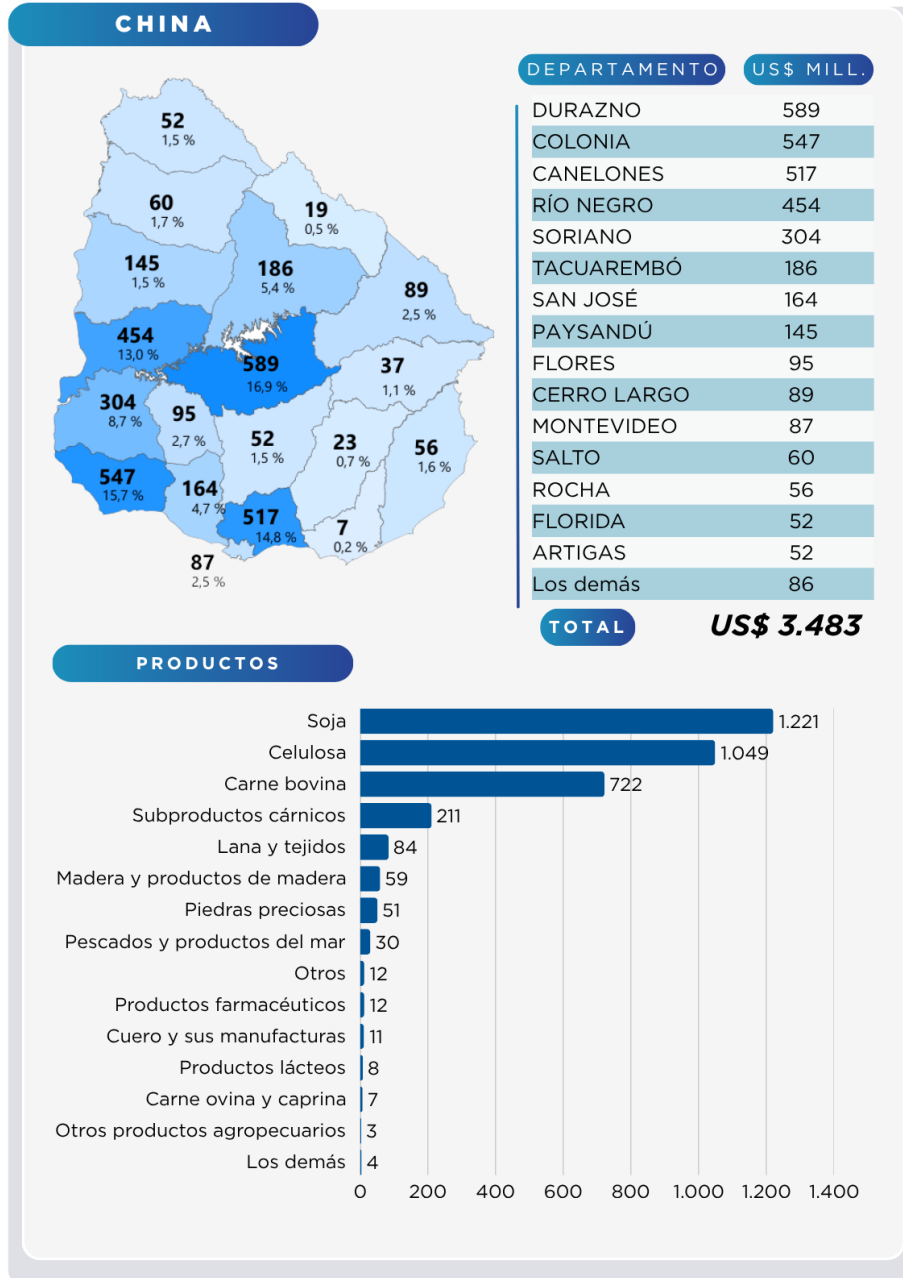 CHINA
DEPARTAMENTO US$ MILL.
DURAZNO 589
COLONIA 547
CANELONES 517
RÍO NEGRO 454
SORIANO 304
TACUAREMBÓ 186
SAN JOSÉ 164
PAYSANDÚ 145
FLORES 95
CERRO LARGO 89
MONTEVIDEO 87
SALTO 60
ROCHA 56
FLORIDA 52
ARTIGAS 52
Los demás 86
TOTAL US$ 3.483
52
1,5 %
60
1,7 %
19
0,5 %
145
1,5 %
186
5,4 %
89
2,5 %
454
13,0 %
589
16,9 %
37
1,1 %
304
8,7 %
95
2,7 %
52
1,5 %
23
0,7 %
56
1,6 %
547
15,7 %
164
4,7 %
517
14,8 %
7
0,2 %
87
2,5 %
PRODUCTOS
Soja 1.221
Celulosa 1.049
Carne bovina 722
Subproductos cárnicos 211
Lana y tejidos 84
Madera y productos de madera 59
Piedras preciosas 51
Pescados y productos del mar 30
Otros 12
Productos farmacéuticos 12
Cuero y sus manufacturas 11
Productos lácteos 8
Carne ovina y caprina 7
Otros productos agropecuarios 3
Los demás 4
0 200 400 600 800 1.000 1.200 1.400